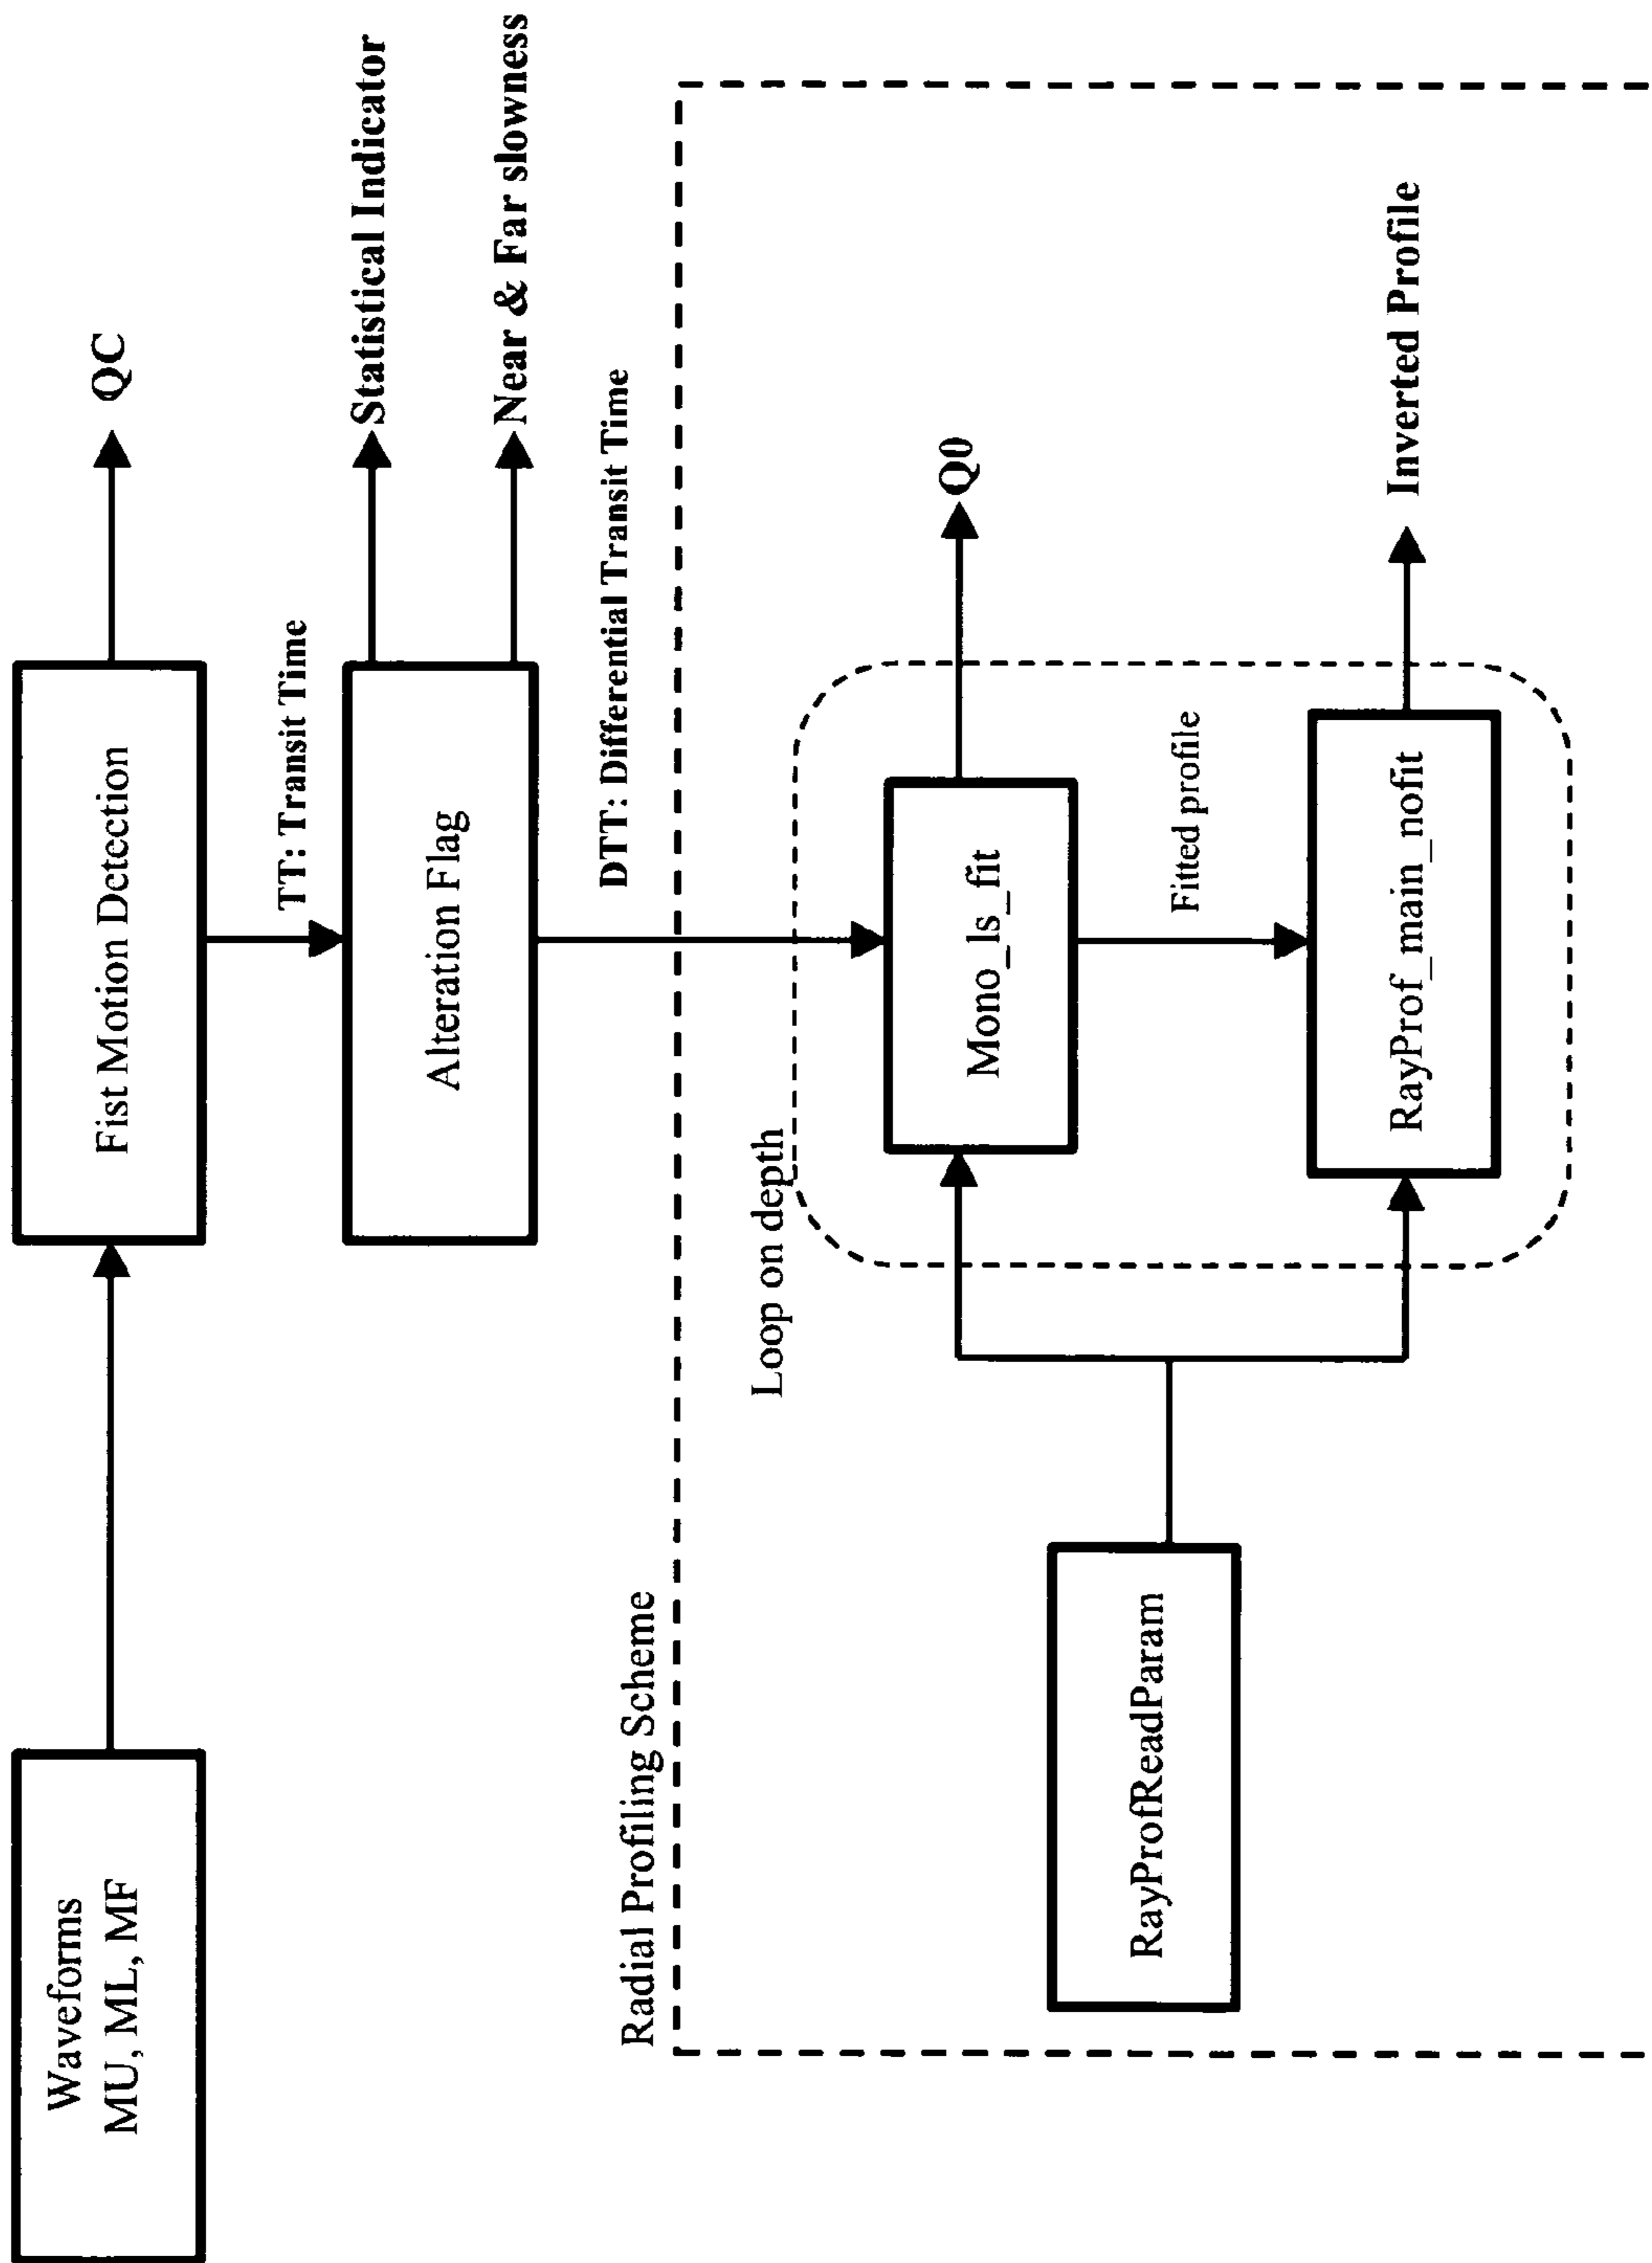 Waveforms
MU, ML, MF
Fist Motion Detection
QC
TT: Transit Time
Alteration Flag
Statistical Indicator
Near & Far slowness
DTT: Differential Transit Time
Radial Profiling Scheme
Loop on depth
Mono_ls_fit
Q0
Fitted profile
RayProfReadParam
RayProf_main_nofit
Inverted Profile